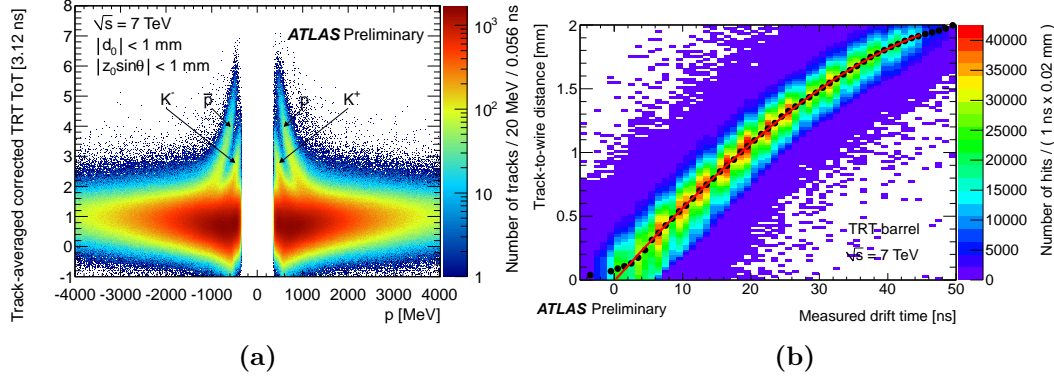 √s = 7 TeV
|d₀| < 1 mm
|z₀sinθ| < 1 mm
ATLAS Preliminary
K⁻ p̄ p K⁺
Track-averaged corrected TRT ToT [3.12 ns]
8
7
6
5
4
3
2
1
0
-1
-4000 -3000 -2000 -1000 0 1000 2000 3000 4000
p [MeV]
10³
10²
10
1
Number of tracks / 20 MeV / 0.056 ns
(a)
Track-to-wire distance [mm]
2
1.5
1
0.5
0
TRT barrel
√s = 7 TeV
0 10 20 30 40 50
ATLAS Preliminary
Measured drift time [ns]
40000
35000
30000
25000
20000
15000
10000
5000
0
Number of hits / ( 1 ns x 0.02 mm )
(b)